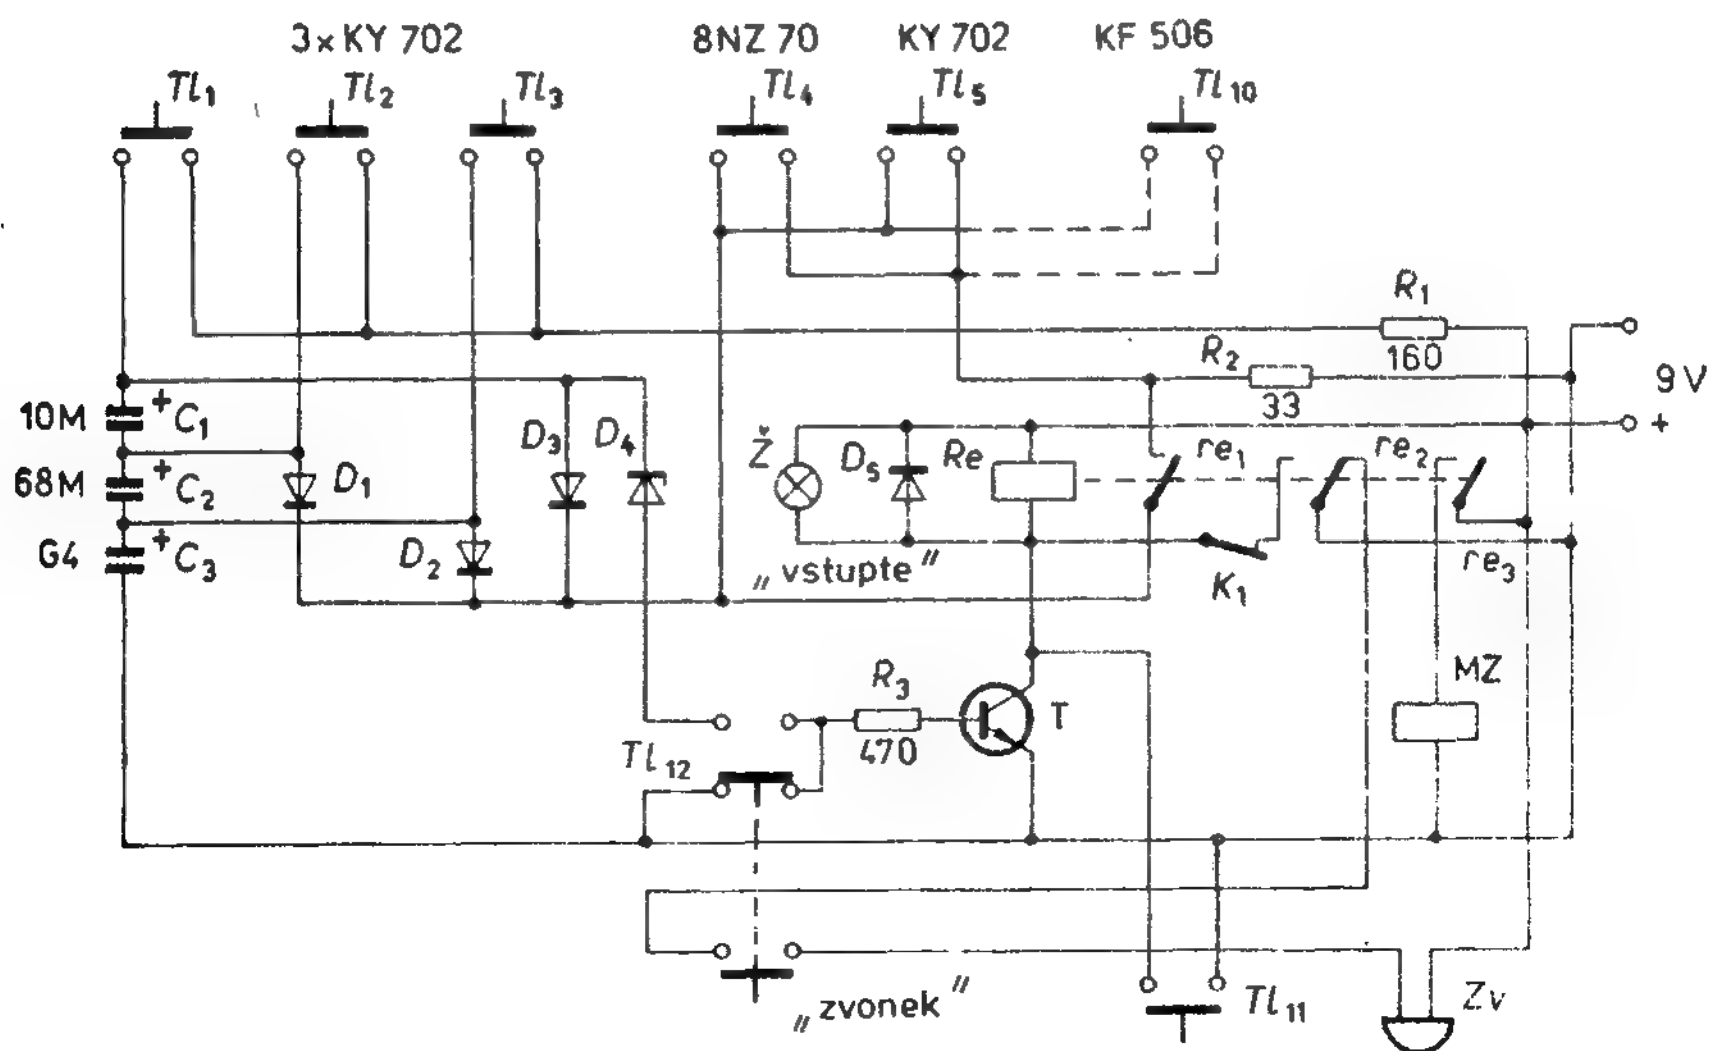 3×KY 702 8NZ 70 KY 702 KF 506
Tl1 Tl2 Tl3 Tl4 Tl5 Tl10
R1
160
R2
33
9 V
+
10M + C1
68M + C2
G4 + C3
D1
D2
D3 D4
Ž D5 Re re1 re2
re3
„vstupte"
K1
R3
470
T
MZ
Tl12
„zvonek"
Tl11
Zv